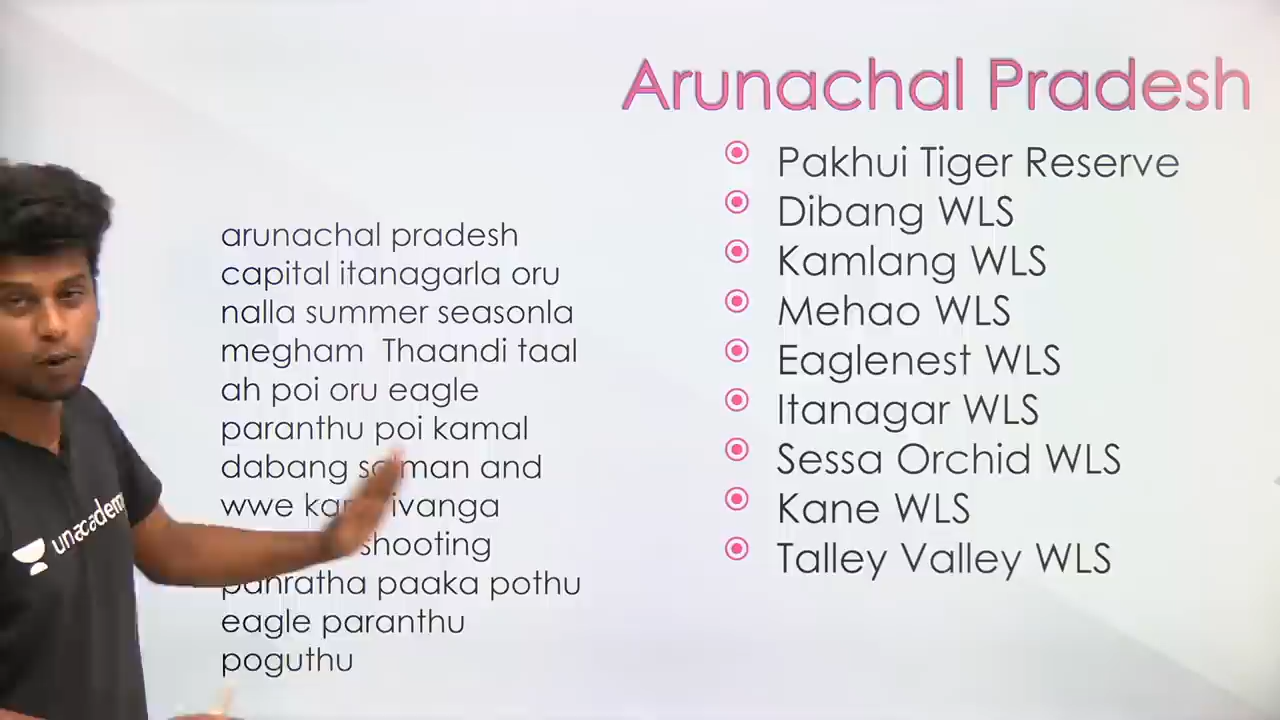 Arunachal Pradesh
Pakhui Tiger Reserve
Dibang WLS
Kamlang WLS
Mehao WLS
Eaglenest WLS
Itanagar WLS
Sessa Orchid WLS
Kane WLS
Talley Valley WLS
arunachal pradesh
capital itanagarla oru
nalla summer seasonla
megham Thaandi taal
ah poi oru eagle
paranthu poi kamal
dabang salman and
wwe ivanga
shooting
panratha paaka pothu
eagle paranthu
poguthu
unacademy